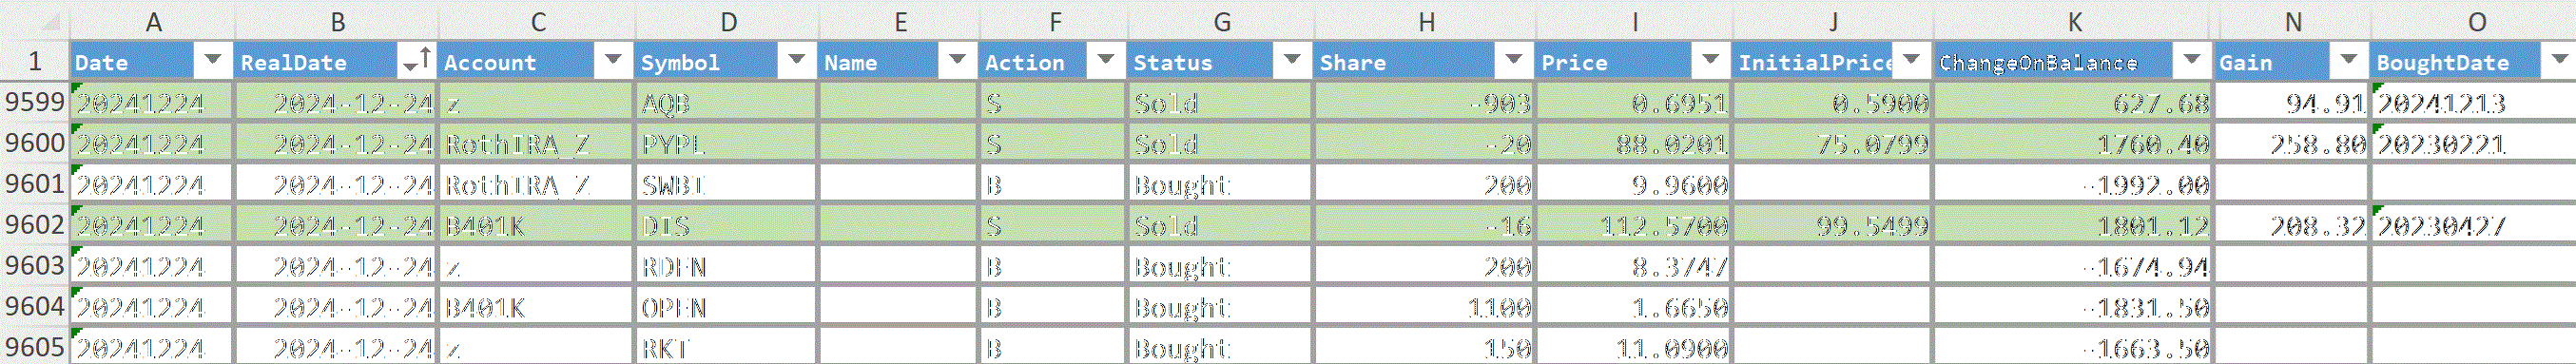 A B C D E F G H I J K N O
1 Date RealDate Account Symbol Name Action Status Share Price InitialPrice ChangeOnBalance Gain BoughtDate
9599 20241224 2024-12-24 z AQB S Sold -903 0.6951 0.5900 627.68 94.91 20241213
9600 20241224 2024-12-24 RothIRA_Z PYPL S Sold -20 88.0201 75.0799 1760.40 258.80 20230221
9601 20241224 2024-12-24 RothIRA_Z SWBI B Bought 200 9.9600 -1992.00
9602 20241224 2024-12-24 B401K DIS S Sold -16 112.5700 99.5499 1801.12 208.32 20230427
9603 20241224 2024-12-24 z RDFN B Bought 200 8.3747 -1674.94
9604 20241224 2024-12-24 B401K OPEN B Bought 1100 1.6650 -1831.50
9605 20241224 2024-12-24 z RKT B Bought 150 11.0900 -1663.50